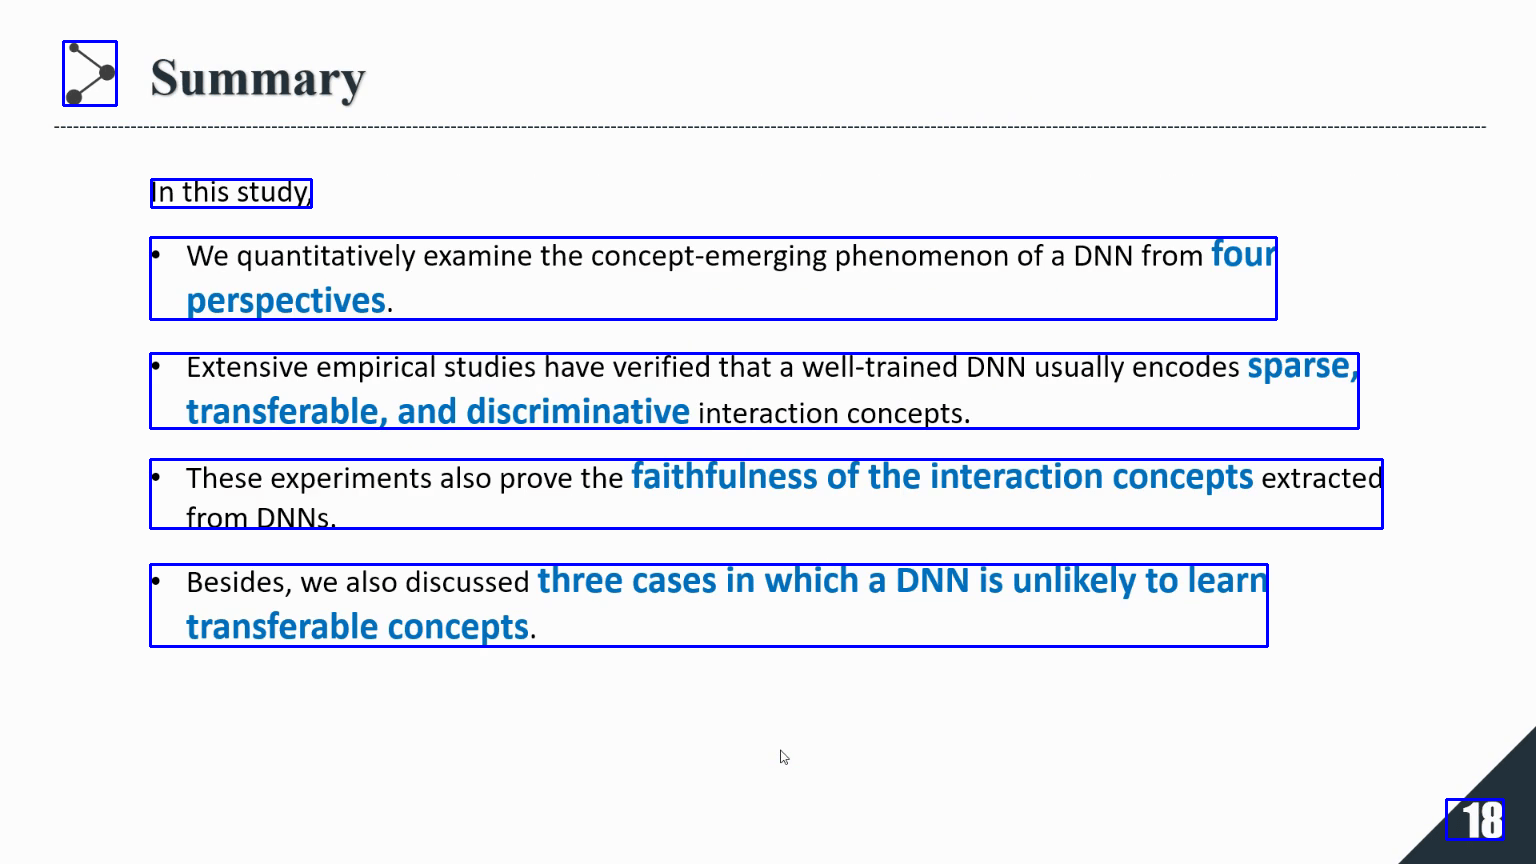 Summary
In this study,
• We quantitatively examine the concept-emerging phenomenon of a DNN from four
perspectives.
• Extensive empirical studies have verified that a well-trained DNN usually encodes sparse,
transferable, and discriminative interaction concepts.
• These experiments also prove the faithfulness of the interaction concepts extracted
from DNNs.
• Besides, we also discussed three cases in which a DNN is unlikely to learn
transferable concepts.
18